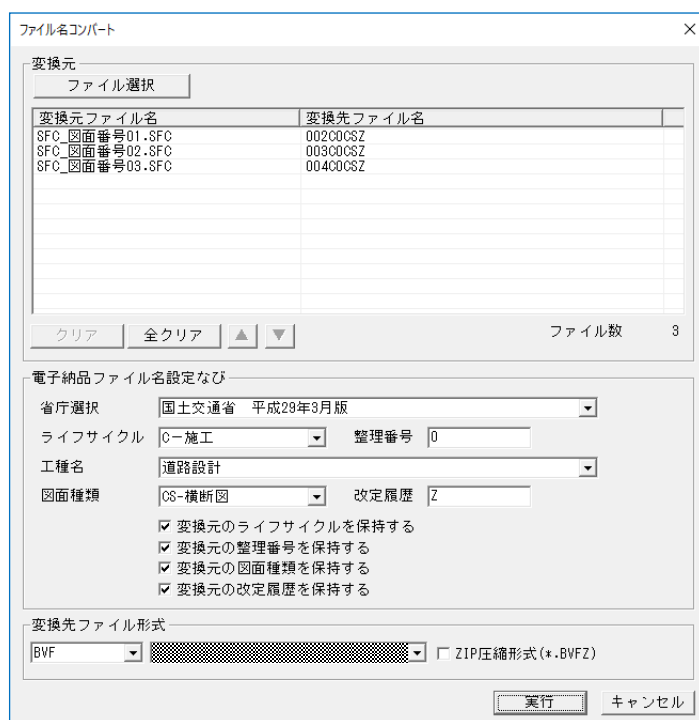 ファイル名コンバート
変換元
ファイル選択
変換元ファイル名 変換先ファイル名
SFC_図面番号01.SFC 002C0CSZ
SFC_図面番号02.SFC 003C0CSZ
SFC_図面番号03.SFC 004C0CSZ
クリア 全クリア ▲ ▼ ファイル数 3
電子納品ファイル名設定なび
省庁選択 国土交通省 平成29年3月版
ライフサイクル C-施工 整理番号 0
工種名 道路設計
図面種類 CS-横断図 改定履歴 Z
変換元のライフサイクルを保持する
変換元の整理番号を保持する
変換元の図面種類を保持する
変換元の改定履歴を保持する
変換先ファイル形式
BVF ZIP圧縮形式(*.BVFZ)
実行 キャンセル